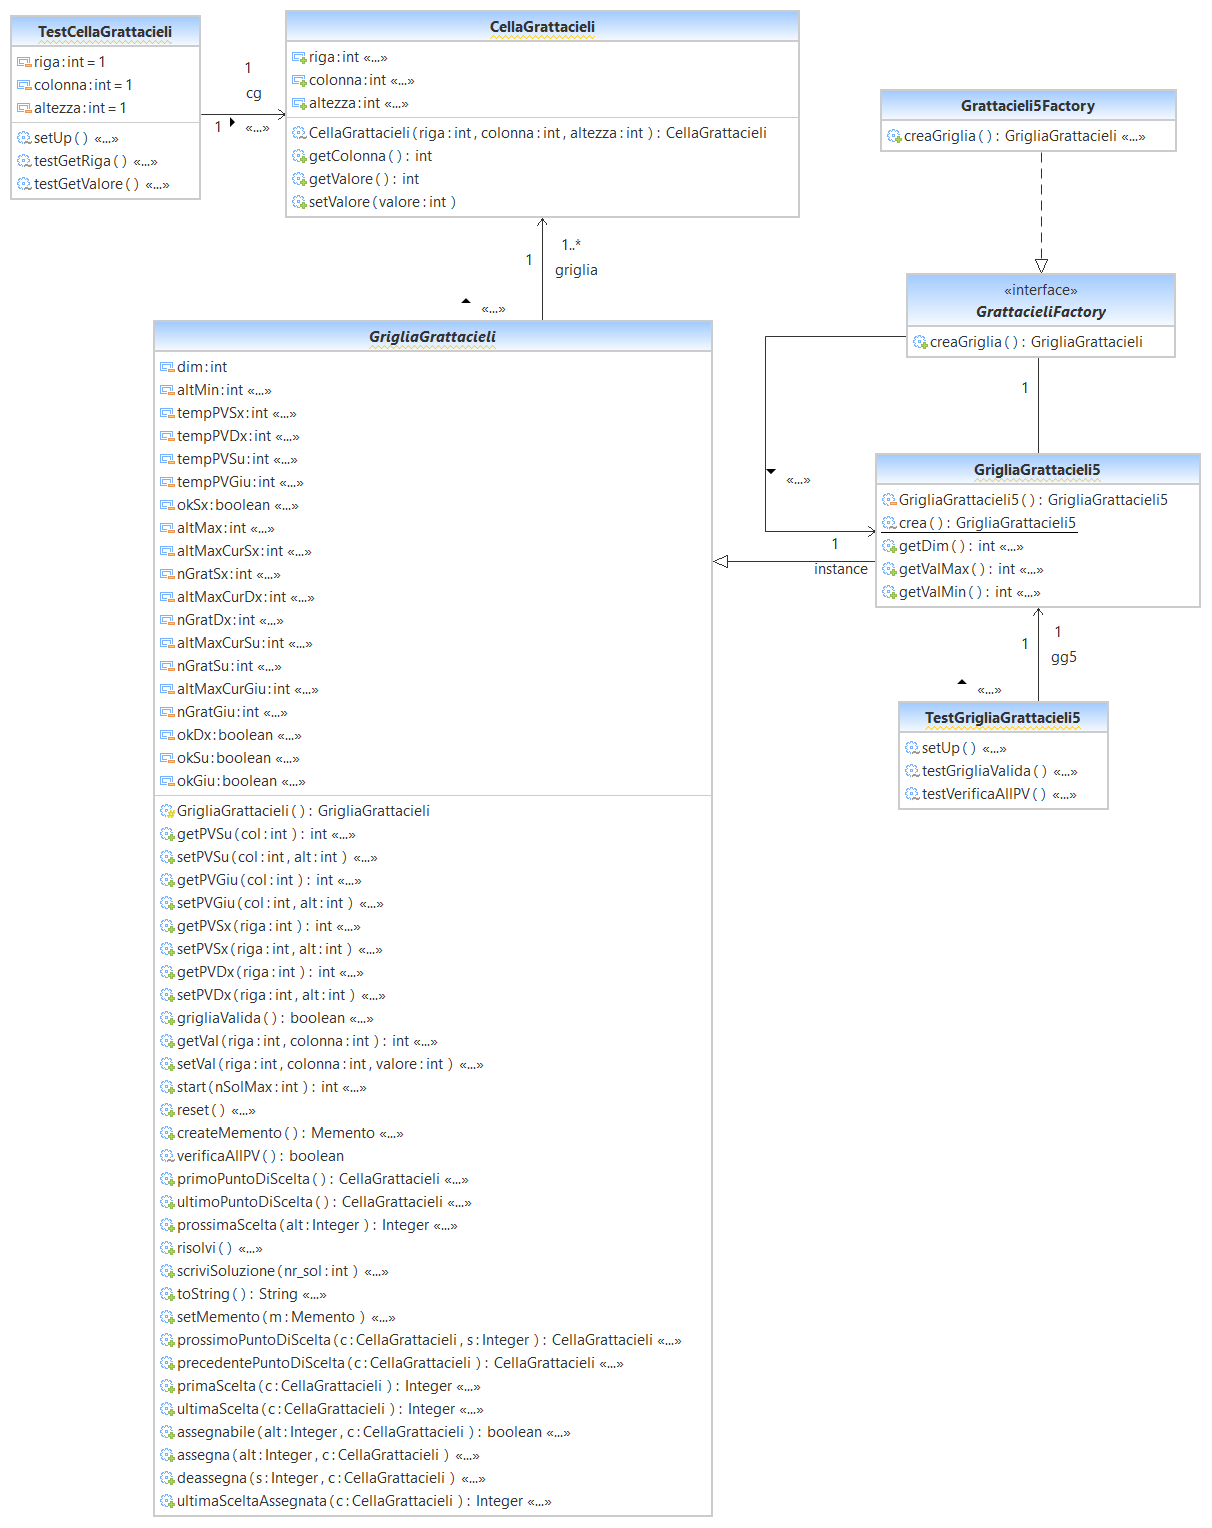 TestCellaGrattacieli
riga:int = 1
colonna:int = 1
altezza:int = 1
setUp() «...»
testGetRiga() «...»
testGetValore() «...»
1
cg
1
«...»
CellaGrattacieli
riga:int «...»
colonna:int «...»
altezza:int «...»
CellaGrattacieli(riga:int, colonna:int, altezza:int): CellaGrattacieli
getColonna(): int
getValore(): int
setValore(valore:int)
Grattacieli5Factory
creaGriglia(): GrigliaGrattacieli «...»
1..*
1
griglia
«...»
«interface»
GrattacieliFactory
creaGriglia(): GrigliaGrattacieli
1
«...»
1
instance
GrigliaGrattacieli5
GrigliaGrattacieli5(): GrigliaGrattacieli5
crea(): GrigliaGrattacieli5
getDim(): int «...»
getValMax(): int «...»
getValMin(): int «...»
1
1
gg5
«...»
TestGrigliaGrattacieli5
setUp() «...»
testGrigliaValida() «...»
testVerificaAllPV() «...»
GrigliaGrattacieli
dim:int
altMin:int «...»
tempPVSx:int «...»
tempPVDx:int «...»
tempPVSu:int «...»
tempPVGiu:int «...»
okSx:boolean «...»
altMax:int «...»
altMaxCurSx:int «...»
nGratSx:int «...»
altMaxCurDx:int «...»
nGratDx:int «...»
altMaxCurSu:int «...»
nGratSu:int «...»
altMaxCurGiu:int «...»
nGratGiu:int «...»
okDx:boolean «...»
okSu:boolean «...»
okGiu:boolean «...»
GrigliaGrattacieli(): GrigliaGrattacieli
getPVSu(col:int): int «...»
setPVSu(col:int, alt:int) «...»
getPVGiu(col:int): int «...»
setPVGiu(col:int, alt:int) «...»
getPVSx(riga:int): int «...»
setPVSx(riga:int, alt:int) «...»
getPVDx(riga:int): int «...»
setPVDx(riga:int, alt:int) «...»
grigliaValida(): boolean «...»
getVal(riga:int, colonna:int): int «...»
setVal(riga:int, colonna:int, valore:int) «...»
start(nSolMax:int): int «...»
reset() «...»
createMemento(): Memento «...»
verificaAllPV(): boolean
primoPuntoDiScelta(): CellaGrattacieli «...»
ultimoPuntoDiScelta(): CellaGrattacieli «...»
prossimaScelta(alt:Integer): Integer «...»
risolvi() «...»
scriviSoluzione(nr_sol:int) «...»
toString(): String «...»
setMemento(m:Memento) «...»
prossimoPuntoDiScelta(c:CellaGrattacieli, s:Integer): CellaGrattacieli «...»
precedentePuntoDiScelta(c:CellaGrattacieli): CellaGrattacieli «...»
primaScelta(c:CellaGrattacieli): Integer «...»
ultimaScelta(c:CellaGrattacieli): Integer «...»
assegnabile(alt:Integer, c:CellaGrattacieli): boolean «...»
assegna(alt:Integer, c:CellaGrattacieli) «...»
deassegna(s:Integer, c:CellaGrattacieli) «...»
ultimaSceltaAssegnata(c:CellaGrattacieli): Integer «...»